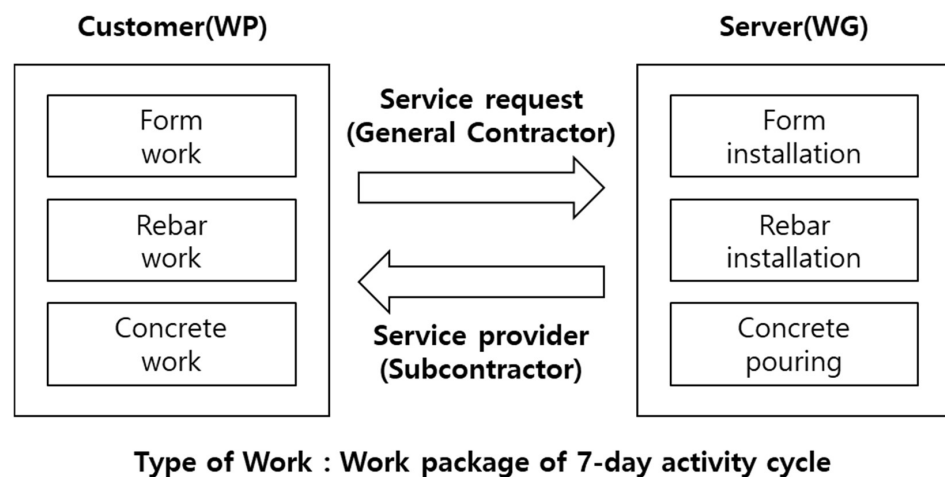 Customer(WP)
Server(WG)
Form
work
Rebar
work
Concrete
work
Service request
(General Contractor)
Service provider
(Subcontractor)
Form
installation
Rebar
installation
Concrete
pouring
Type of Work : Work package of 7-day activity cycle